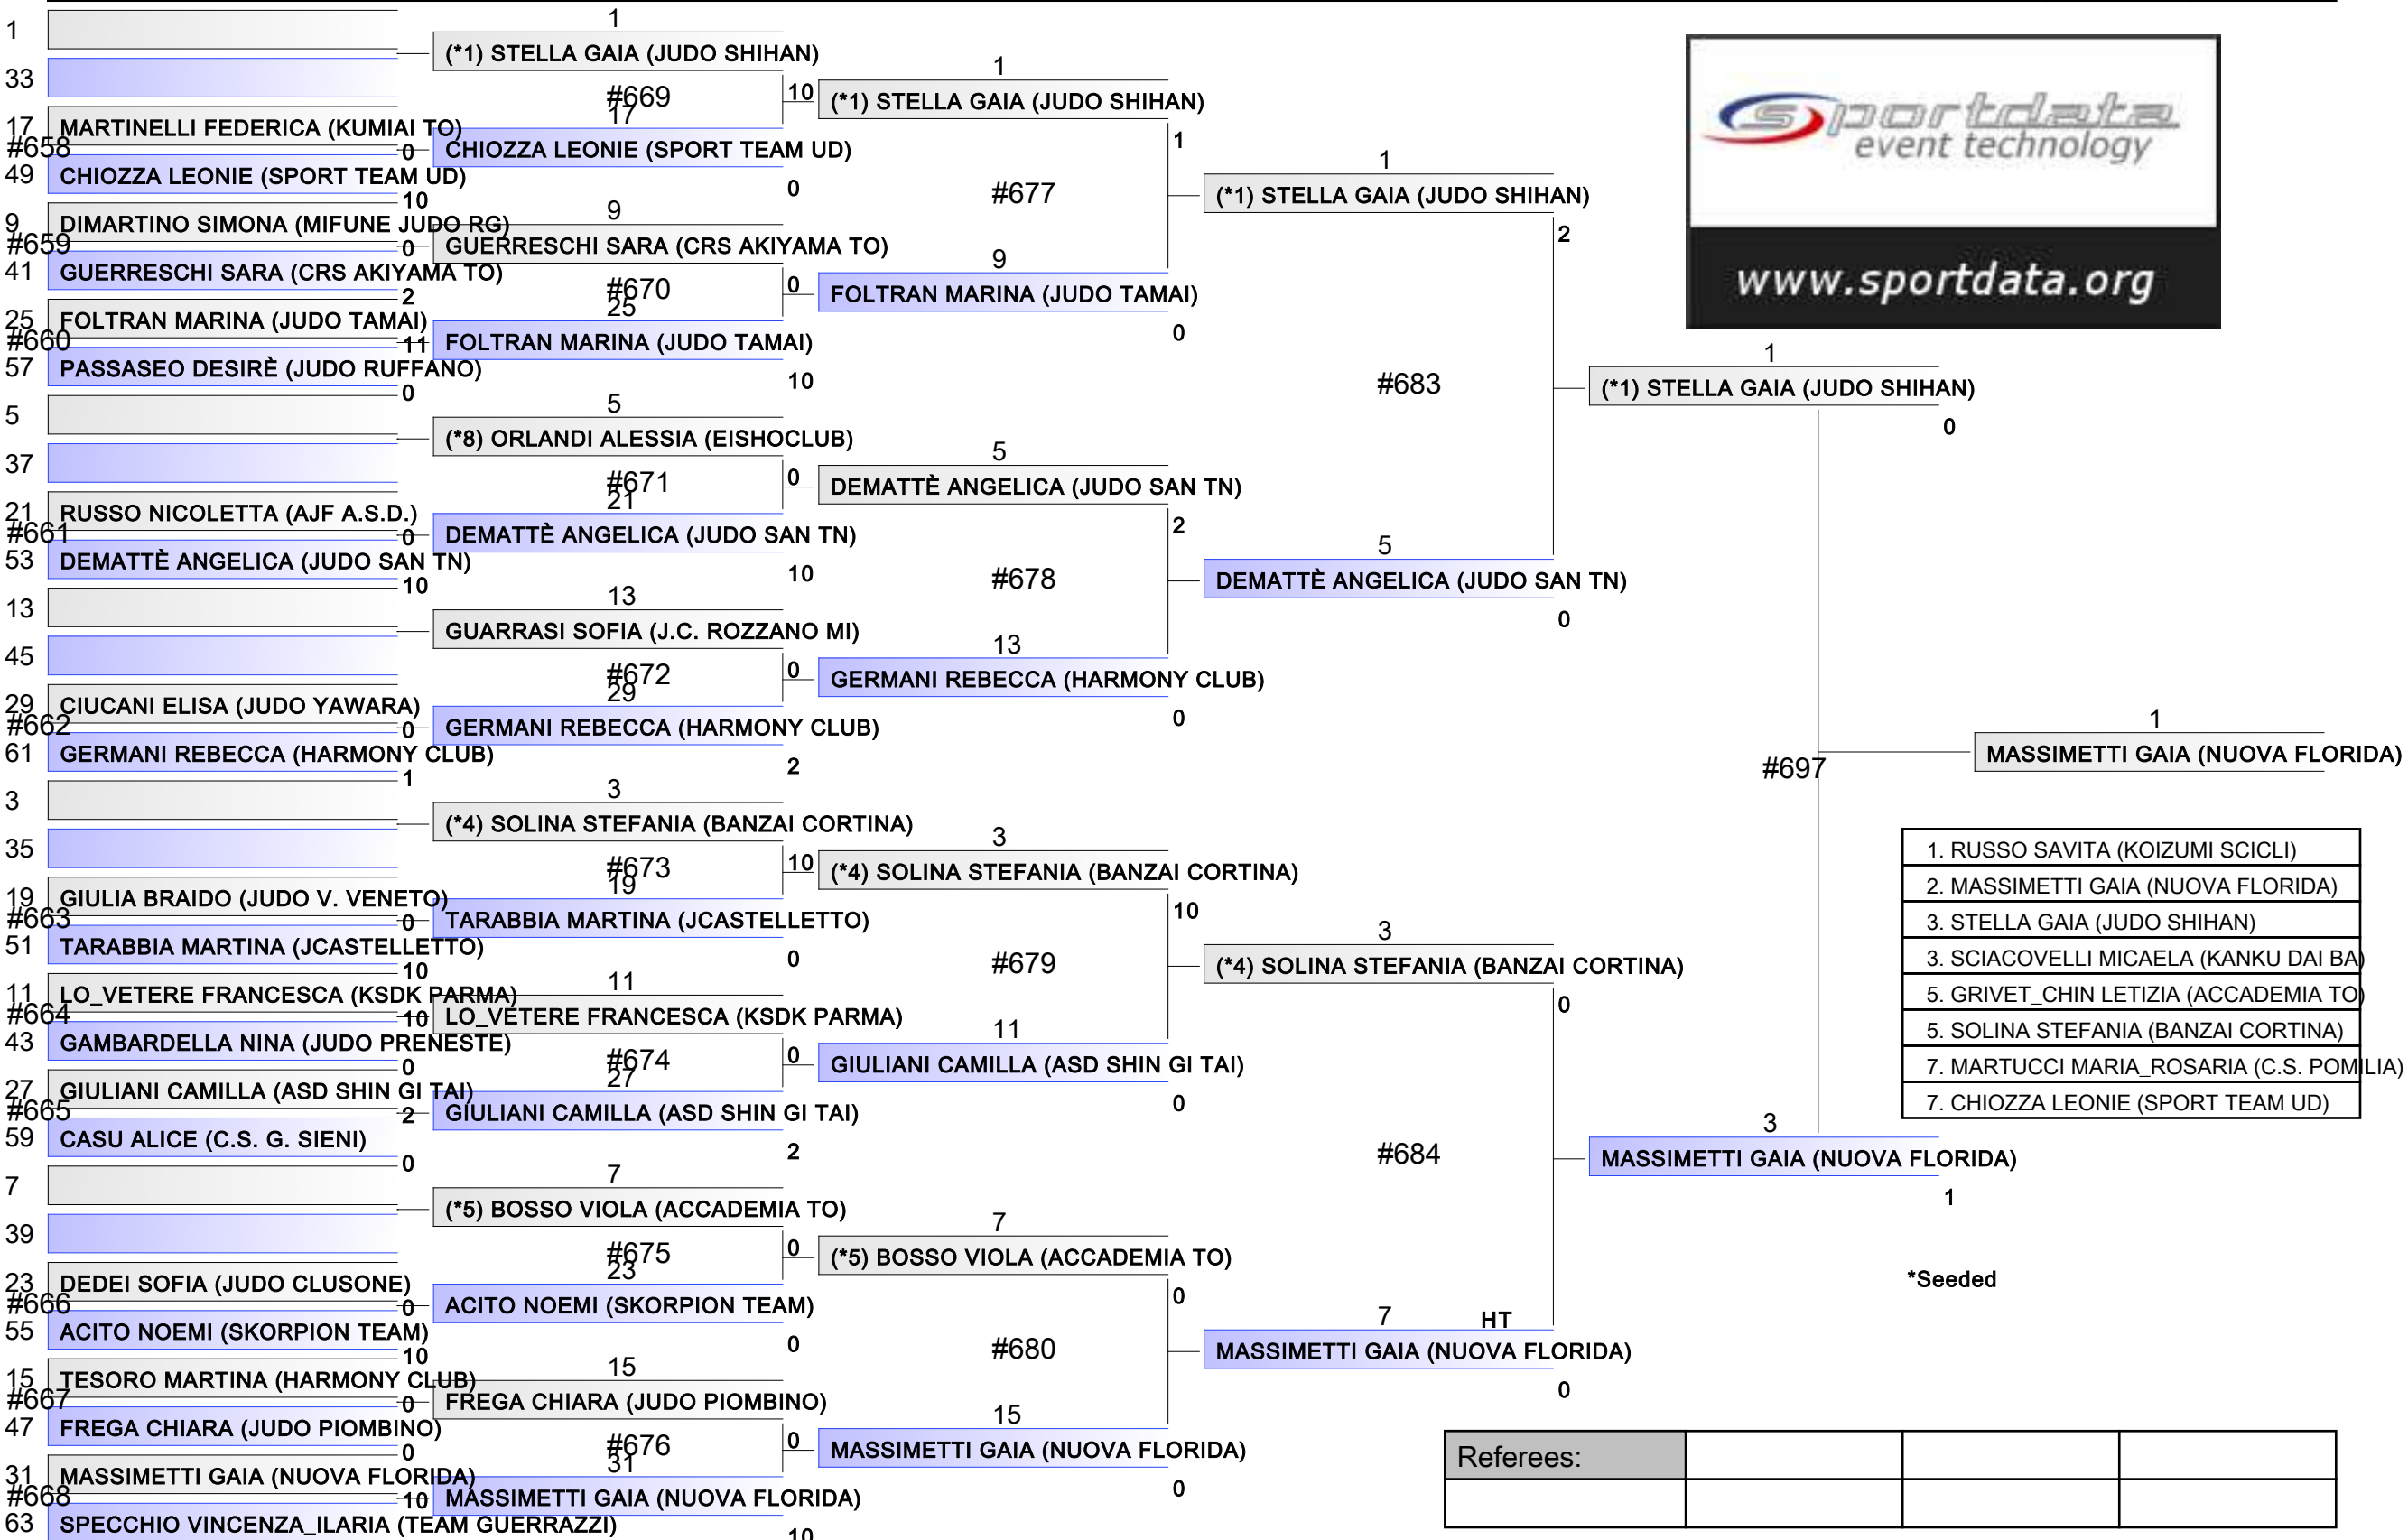 1
33
17
#658
49
9
#659
41
25
#660
57
5
37
21
#661
53
13
45
29
#662
61
3
35
19
#663
51
11
#664
43
27
#665
59
7
39
23
#666
55
15
#667
47
31
#668
63
MARTINELLI FEDERICA (KUMIAI TO)
0
CHIOZZA LEONIE (SPORT TEAM UD)
10
DIMARTINO SIMONA (MIFUNE JUDO RG)
0
GUERRESCHI SARA (CRS AKIYAMA TO)
2
FOLTRAN MARINA (JUDO TAMAI)
11
PASSASEO DESIRÈ (JUDO RUFFANO)
0
RUSSO NICOLETTA (AJF A.S.D.)
0
DEMATTÈ ANGELICA (JUDO SAN TN)
10
CIUCANI ELISA (JUDO YAWARA)
0
GERMANI REBECCA (HARMONY CLUB)
1
GIULIA BRAIDO (JUDO V. VENETO)
0
TARABBIA MARTINA (JCASTELLETTO)
10
LO_VETERE FRANCESCA (KSDK PARMA)
10
GAMBARDELLA NINA (JUDO PRENESTE)
0
GIULIANI CAMILLA (ASD SHIN GI TAI)
2
CASU ALICE (C.S. G. SIENI)
0
DEDEI SOFIA (JUDO CLUSONE)
0
ACITO NOEMI (SKORPION TEAM)
10
TESORO MARTINA (HARMONY CLUB)
0
FREGA CHIARA (JUDO PIOMBINO)
0
MASSIMETTI GAIA (NUOVA FLORIDA)
10
SPECCHIO VINCENZA_ILARIA (TEAM GUERRAZZI)
1
(*1) STELLA GAIA (JUDO SHIHAN)
10
#669
17
CHIOZZA LEONIE (SPORT TEAM UD)
0
9
GUERRESCHI SARA (CRS AKIYAMA TO)
0
#670
25
FOLTRAN MARINA (JUDO TAMAI)
10
5
(*8) ORLANDI ALESSIA (EISHOCLUB)
0
#671
21
DEMATTÈ ANGELICA (JUDO SAN TN)
10
13
GUARRASI SOFIA (J.C. ROZZANO MI)
0
#672
29
GERMANI REBECCA (HARMONY CLUB)
2
3
(*4) SOLINA STEFANIA (BANZAI CORTINA)
10
#673
19
TARABBIA MARTINA (JCASTELLETTO)
0
11
LO_VETERE FRANCESCA (KSDK PARMA)
0
#674
27
GIULIANI CAMILLA (ASD SHIN GI TAI)
2
7
(*5) BOSSO VIOLA (ACCADEMIA TO)
0
#675
23
ACITO NOEMI (SKORPION TEAM)
0
15
FREGA CHIARA (JUDO PIOMBINO)
0
#676
31
MASSIMETTI GAIA (NUOVA FLORIDA)
10
1
(*1) STELLA GAIA (JUDO SHIHAN)
1
#677
9
FOLTRAN MARINA (JUDO TAMAI)
0
5
DEMATTÈ ANGELICA (JUDO SAN TN)
2
#678
13
GERMANI REBECCA (HARMONY CLUB)
0
3
(*4) SOLINA STEFANIA (BANZAI CORTINA)
10
#679
11
GIULIANI CAMILLA (ASD SHIN GI TAI)
0
7
(*5) BOSSO VIOLA (ACCADEMIA TO)
0
#680
15
MASSIMETTI GAIA (NUOVA FLORIDA)
0
1
(*1) STELLA GAIA (JUDO SHIHAN)
2
#683
5
DEMATTÈ ANGELICA (JUDO SAN TN)
0
3
(*4) SOLINA STEFANIA (BANZAI CORTINA)
0
#684
7 HT
MASSIMETTI GAIA (NUOVA FLORIDA)
0
1
(*1) STELLA GAIA (JUDO SHIHAN)
0
#697
3
MASSIMETTI GAIA (NUOVA FLORIDA)
1
1
MASSIMETTI GAIA (NUOVA FLORIDA)
sportdata
event technology
www.sportdata.org
1. RUSSO SAVITA (KOIZUMI SCICLI)
2. MASSIMETTI GAIA (NUOVA FLORIDA)
3. STELLA GAIA (JUDO SHIHAN)
3. SCIACOVELLI MICAELA (KANKU DAI BA)
5. GRIVET_CHIN LETIZIA (ACCADEMIA TO)
5. SOLINA STEFANIA (BANZAI CORTINA)
7. MARTUCCI MARIA_ROSARIA (C.S. POMILIA)
7. CHIOZZA LEONIE (SPORT TEAM UD)
*Seeded
Referees: